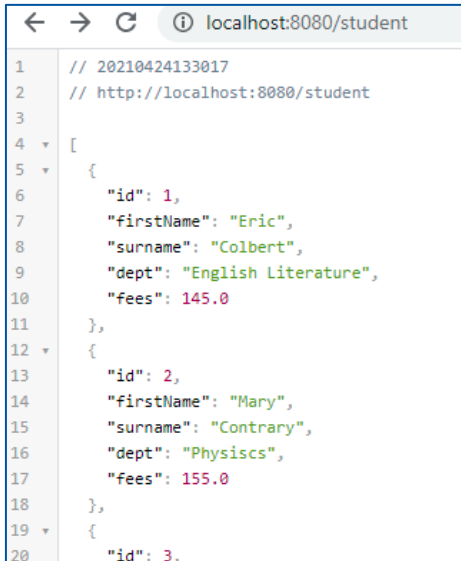 localhost:8080/student
1 // 20210424133017
2 // http://localhost:8080/student
3
4 [
5 {
6 "id": 1,
7 "firstName": "Eric",
8 "surname": "Colbert",
9 "dept": "English Literature",
10 "fees": 145.0
11 },
12 {
13 "id": 2,
14 "firstName": "Mary",
15 "surname": "Contrary",
16 "dept": "Physiscs",
17 "fees": 155.0
18 },
19 {
20 "id": 3,